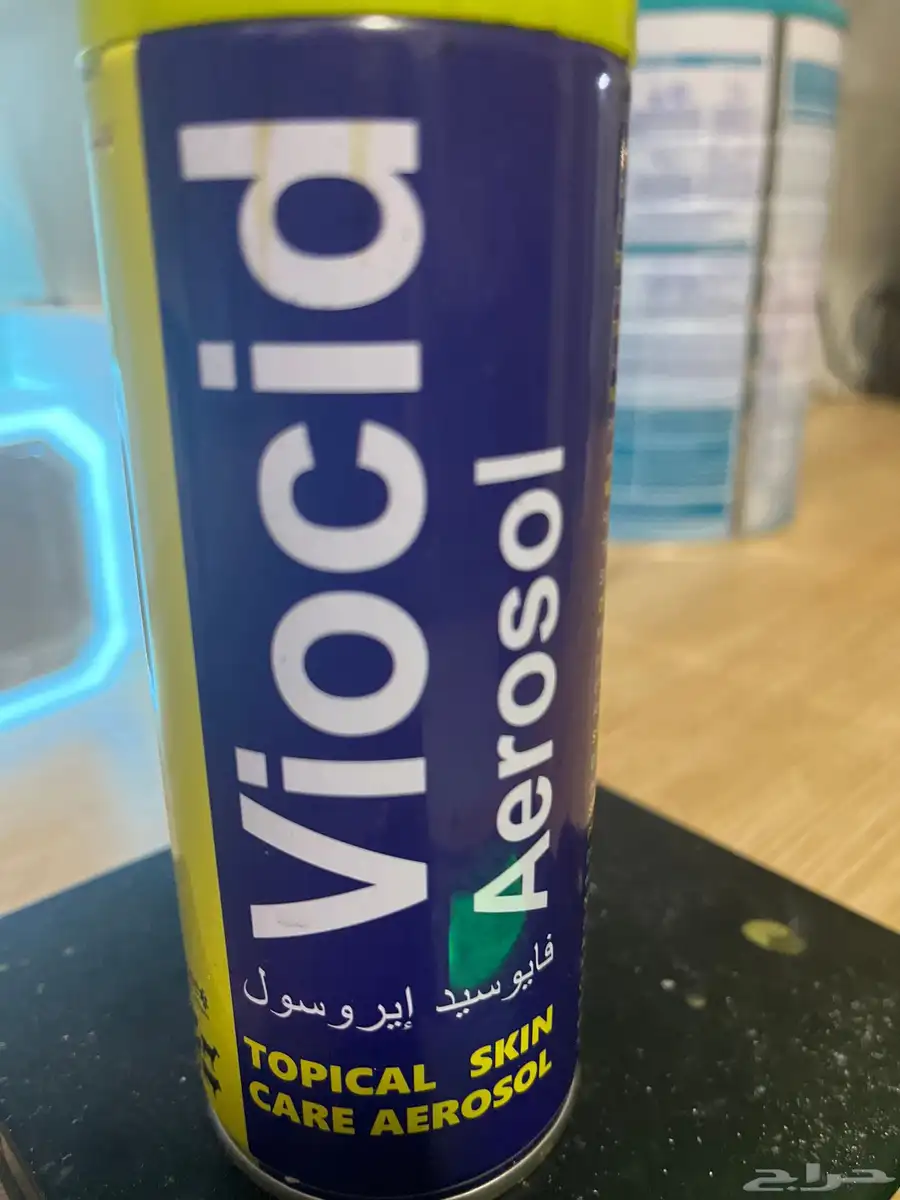 Viocid
Aerosol
فايوسيد إيروسول
TOPICAL SKIN
CARE AEROSOL
حراج